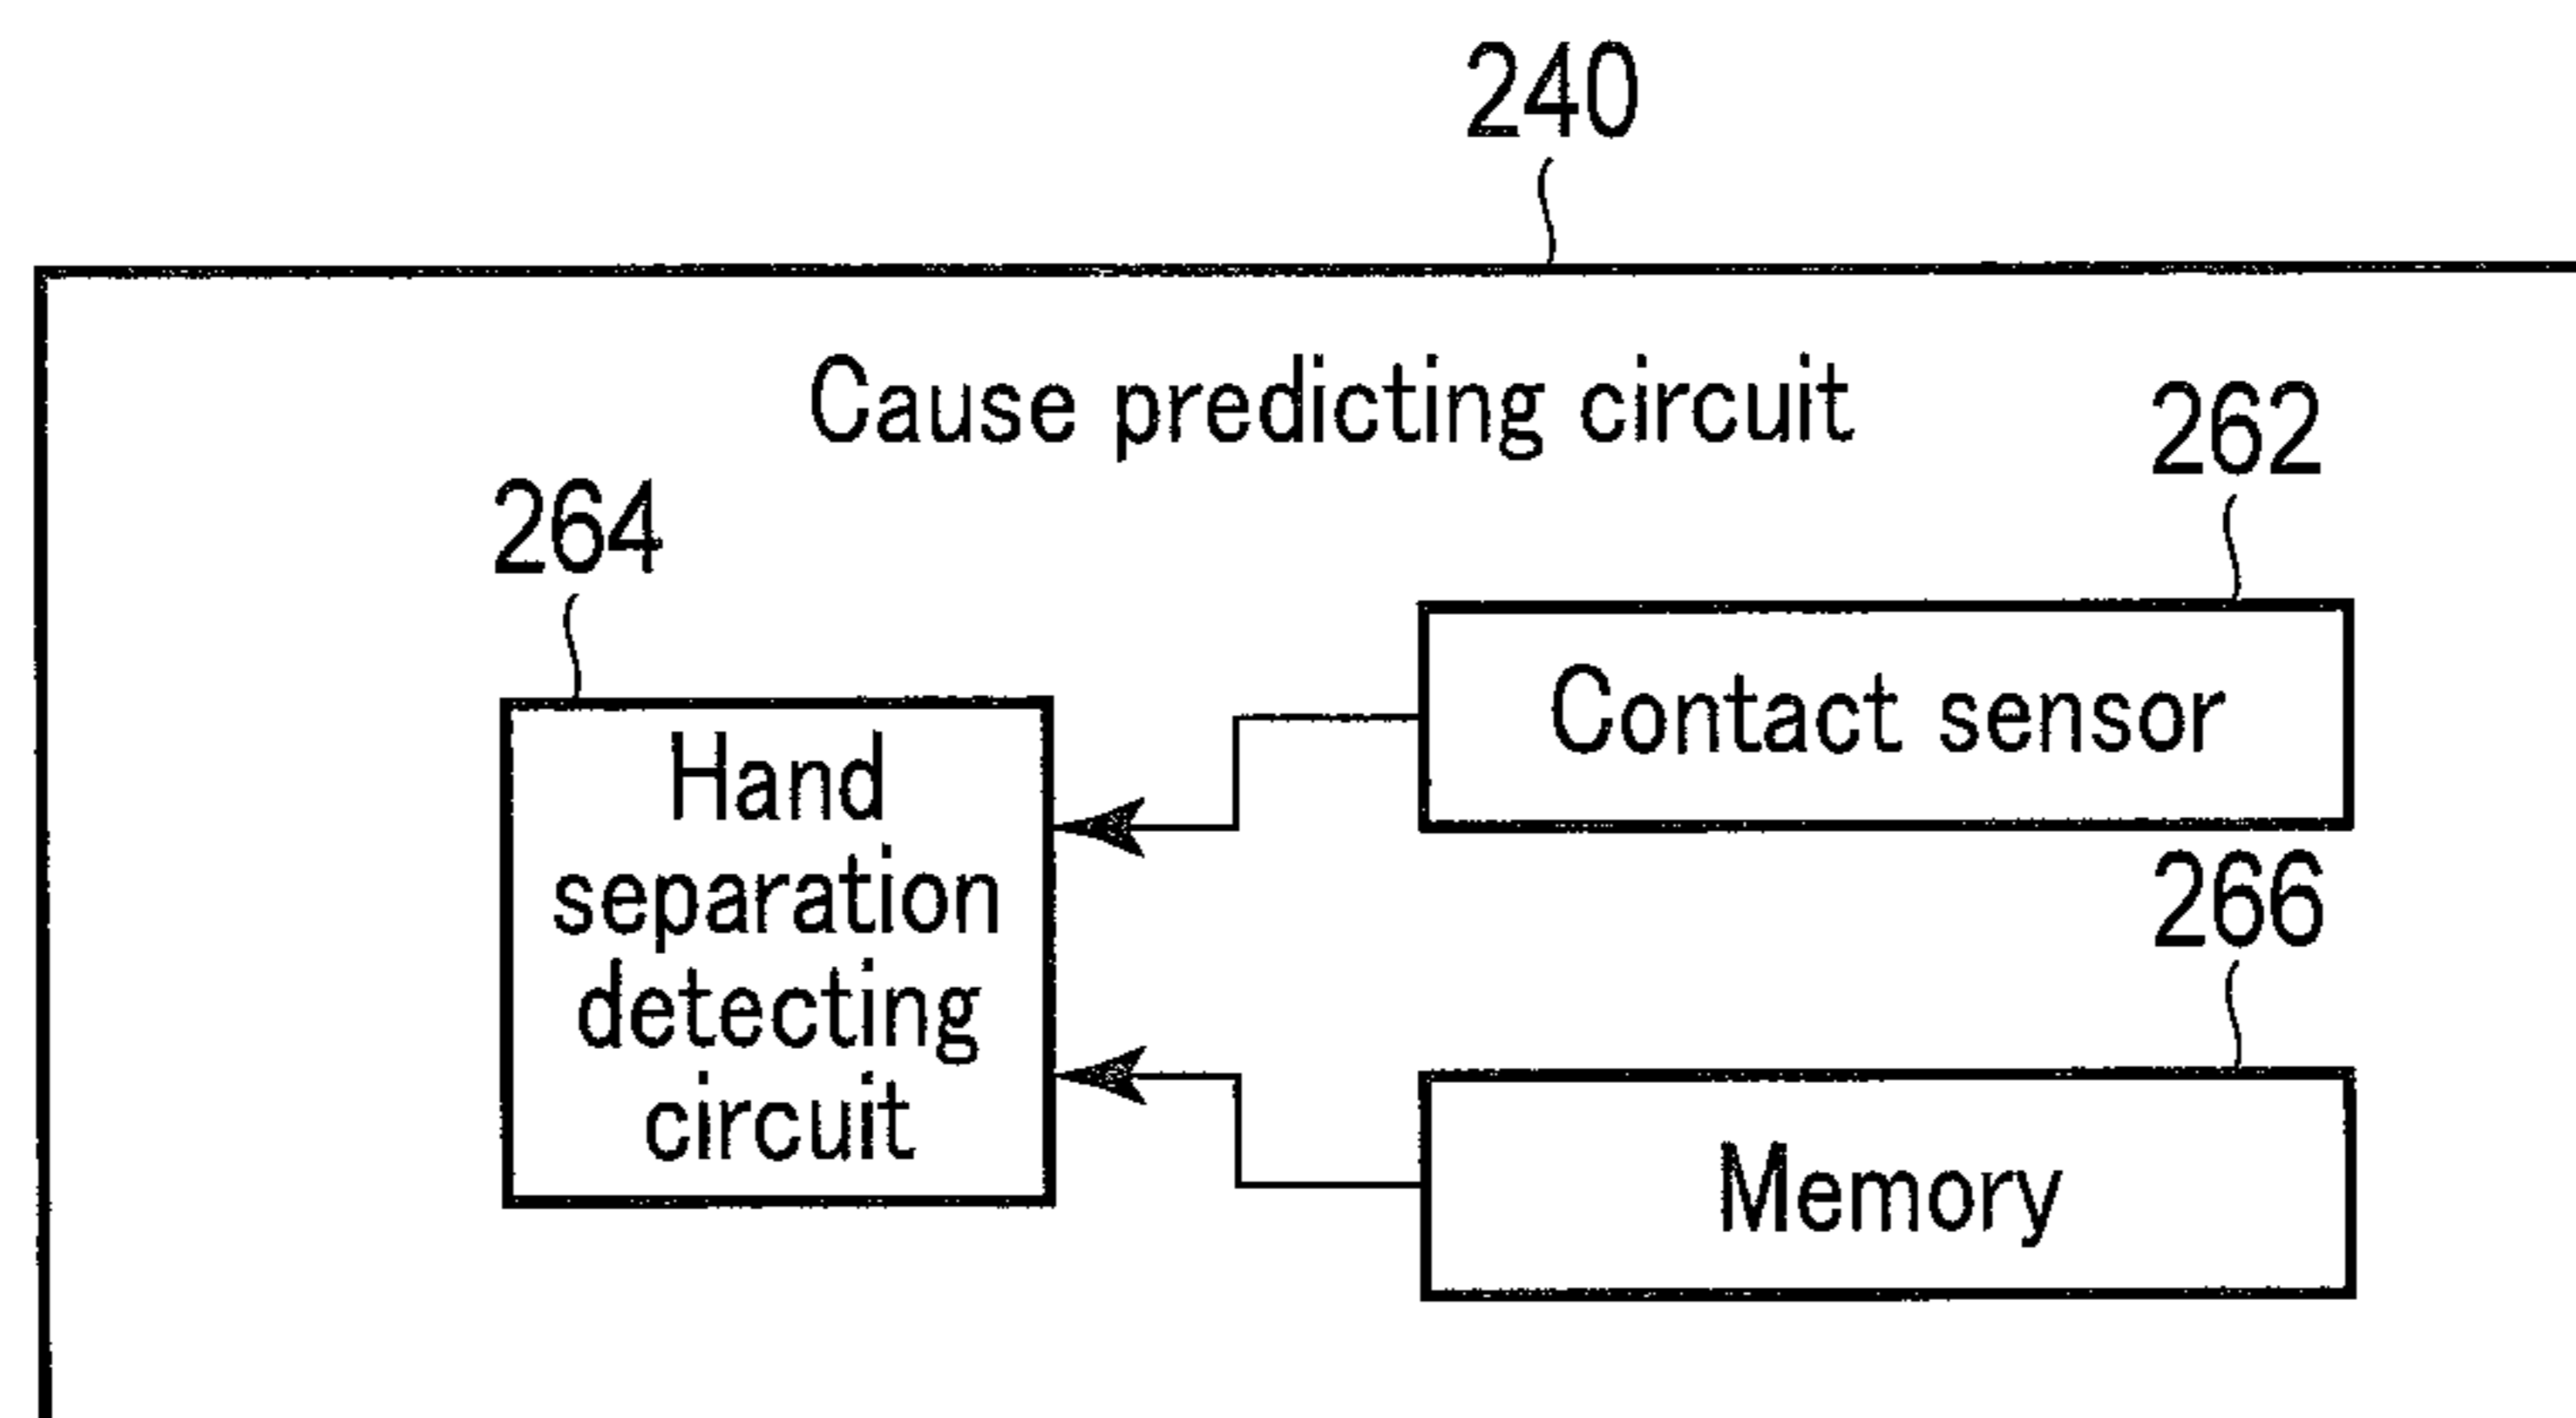 240
Cause predicting circuit
262
264
Contact sensor
Hand
separation
detecting
circuit
266
Memory